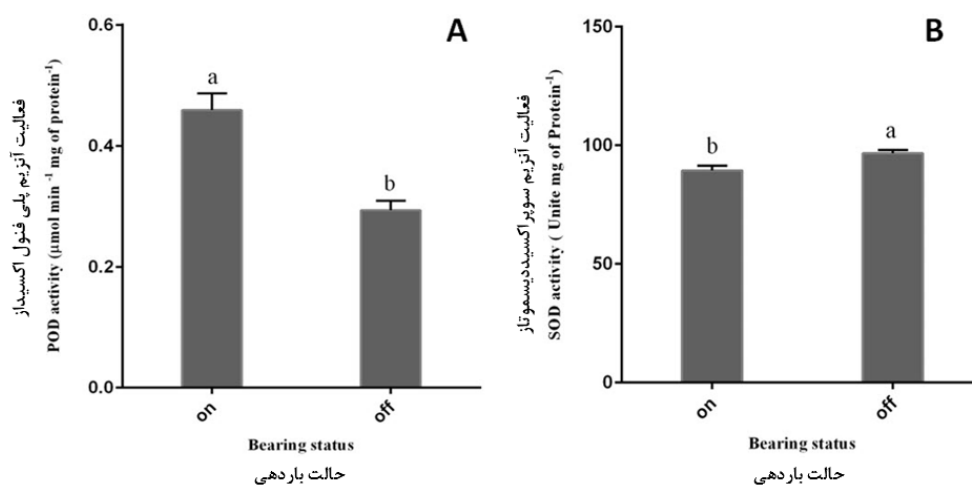 A
فعالیت آنزیم پلی فنول اکسیداز
POD activity (µmol min ⁻¹ mg of protein⁻¹)
0.6
0.4
0.2
0.0
a
b
on
off
Bearing status
حالت باردهی
B
فعالیت آنزیم سوپراکسیددیسموتاز
SOD activity ( Unite mg of Protein⁻¹)
150
100
50
0
b
a
on
off
Bearing status
حالت باردهی